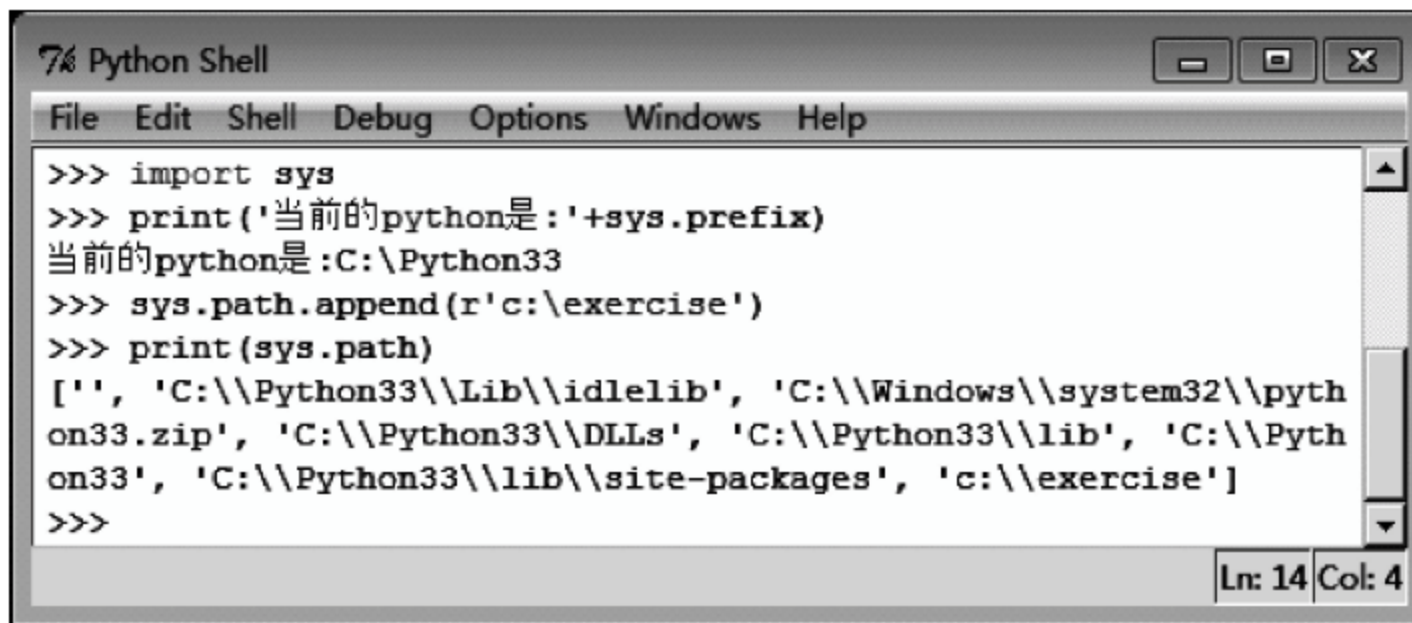 Python Shell
File Edit Shell Debug Options Windows Help
>>> import sys
>>> print('当前的python是:'+sys.prefix)
当前的python是:C:\Python33
>>> sys.path.append(r'c:\exercise')
>>> print(sys.path)
['', 'C:\\Python33\\Lib\\idlelib', 'C:\\Windows\\system32\\pyth
on33.zip', 'C:\\Python33\\DLLs', 'C:\\Python33\\lib', 'C:\\Pyth
on33', 'C:\\Python33\\lib\\site-packages', 'c:\\exercise']
>>>
Ln: 14 Col: 4